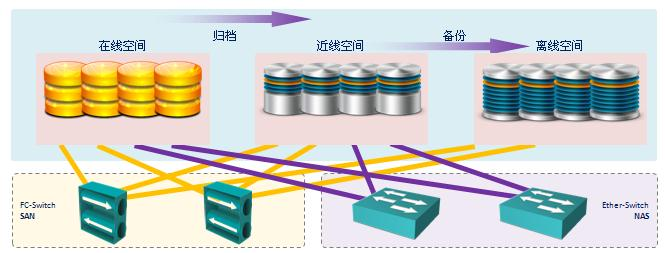 归档
备份
在线空间
近线空间
离线空间
FC-Switch
SAN
Ether-Switch
NAS